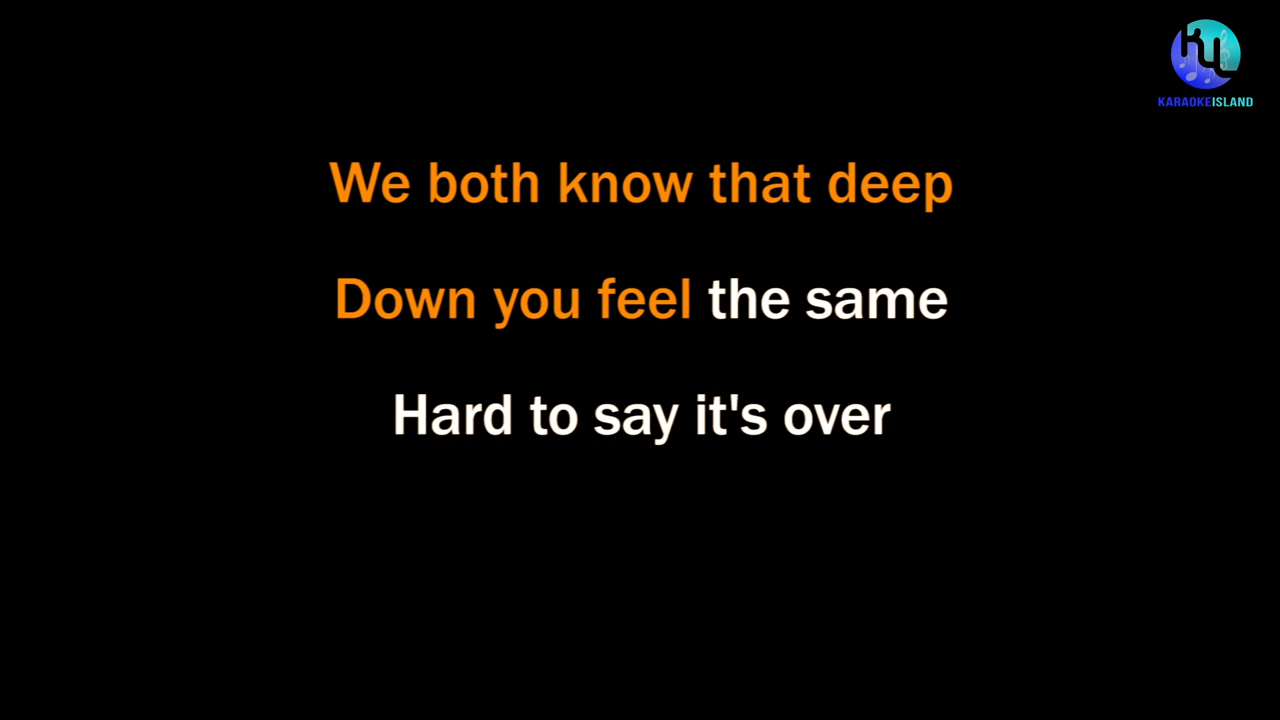 KARAOKEISLAND
We both know that deep
Down you feel the same
Hard to say it's over